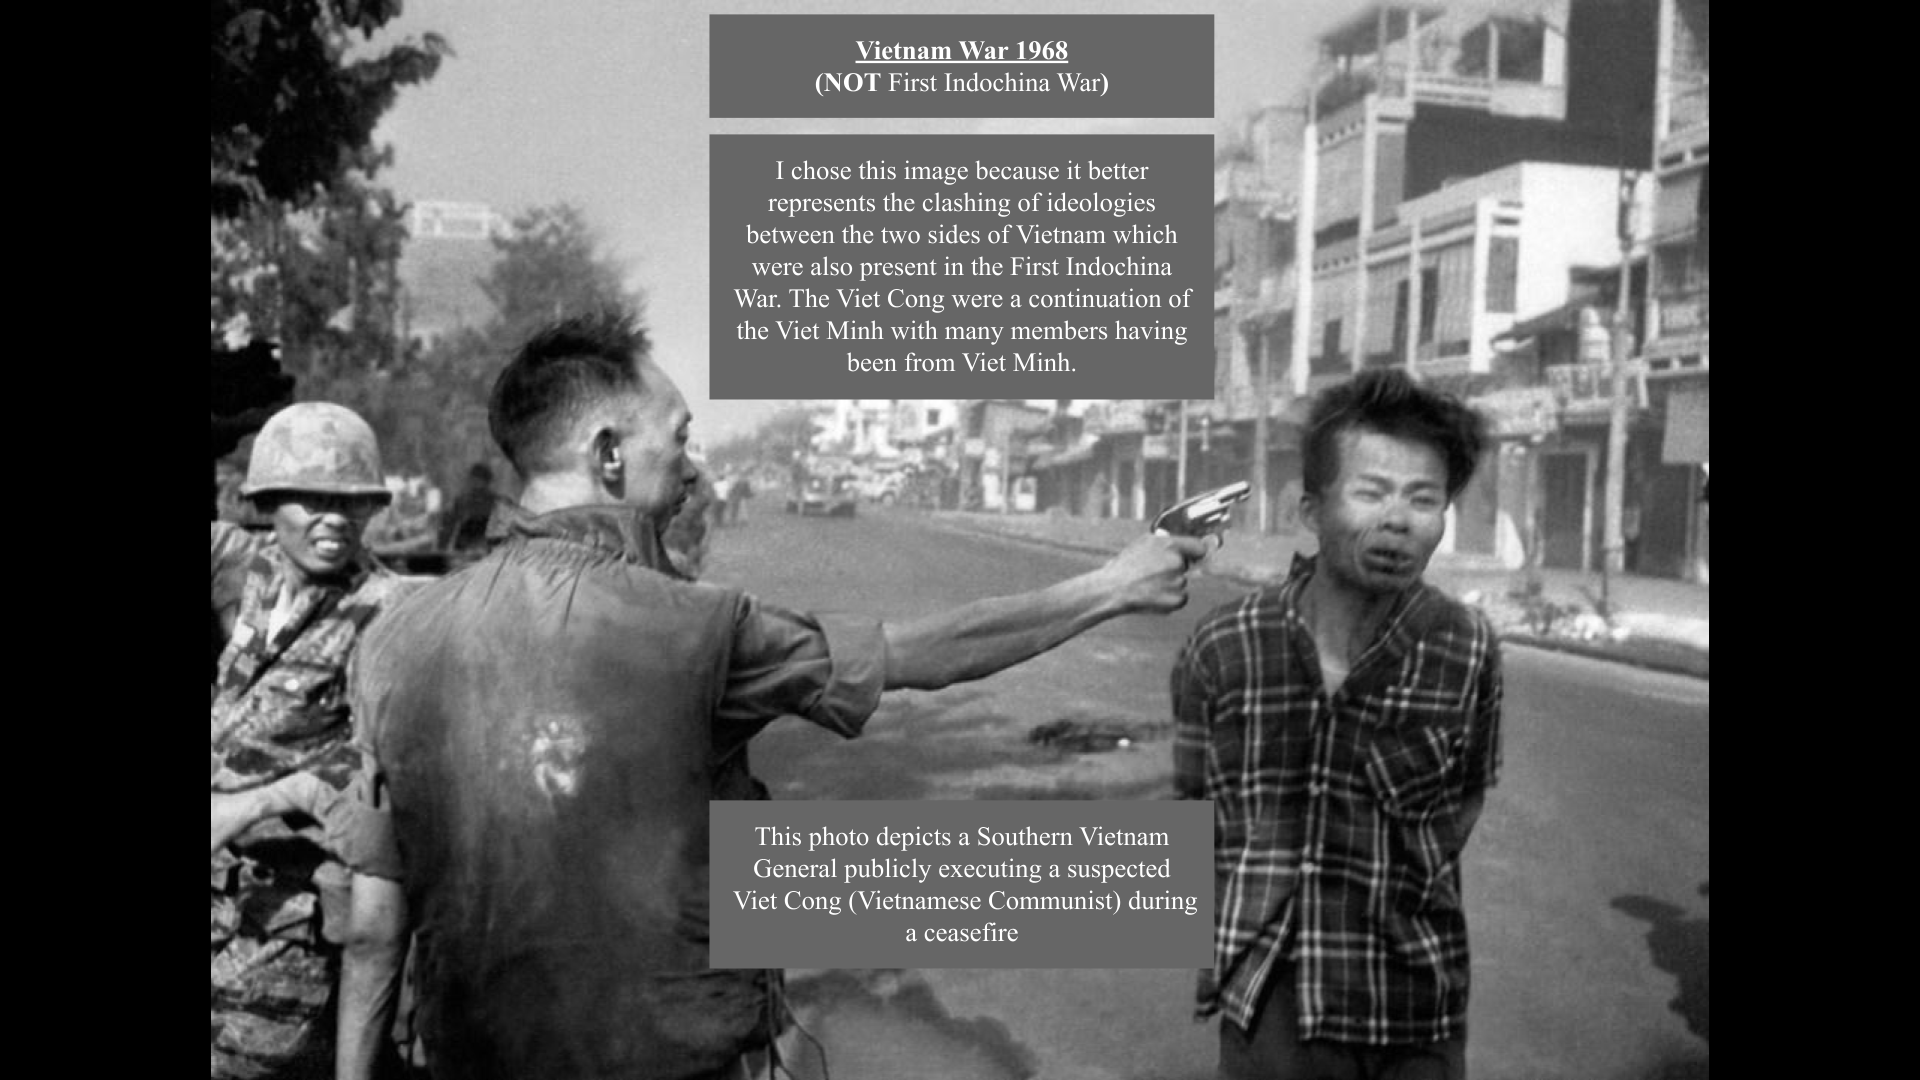 Vietnam War 1968
(NOT First Indochina War)
I chose this image because it better
represents the clashing of ideologies
between the two sides of Vietnam which
were also present in the First Indochina
War. The Viet Cong were a continuation of
the Viet Minh with many members having
been from Viet Minh.
This photo depicts a Southern Vietnam
General publicly executing a suspected
Viet Cong (Vietnamese Communist) during
a ceasefire